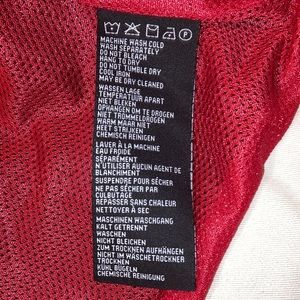 MACHINE WASH COLD
WASH SEPARATELY
DO NOT BLEACH
HANG TO DRY
DO NOT TUMBLE DRY
COOL IRON
MAY BE DRY CLEANED
WASSEN LAGE
TEMPERATUUR APART
NIET BLEKEN
OPHANGEN OM TE DROGEN
NIET TROMMELDROGEN
WARM MAAR NIET
HEET STRIJKEN
CHEMISCH REINIGEN
LAVER À LA MACHINE
EAU FROIDE
SÉPARÉMENT
N'UTILISER AUCUN AGENT DE
BLANCHIMENT
SUSPENDRE POUR SÉCHER
NE PAS SÉCHER PAR
CULBUTAGE
REPASSER SANS CHALEUR
NETTOYER À SEC
MASCHINEN WASCHGANG
KALT GETRENNT
WASCHEN
NICHT BLEICHEN
ZUM TROCKNEN AUFHÄNGEN
NICHT IM WÄSCHETROCKNER
TROCKNEN
KÜHL BÜGELN
CHEMISCHE REINIGUNG